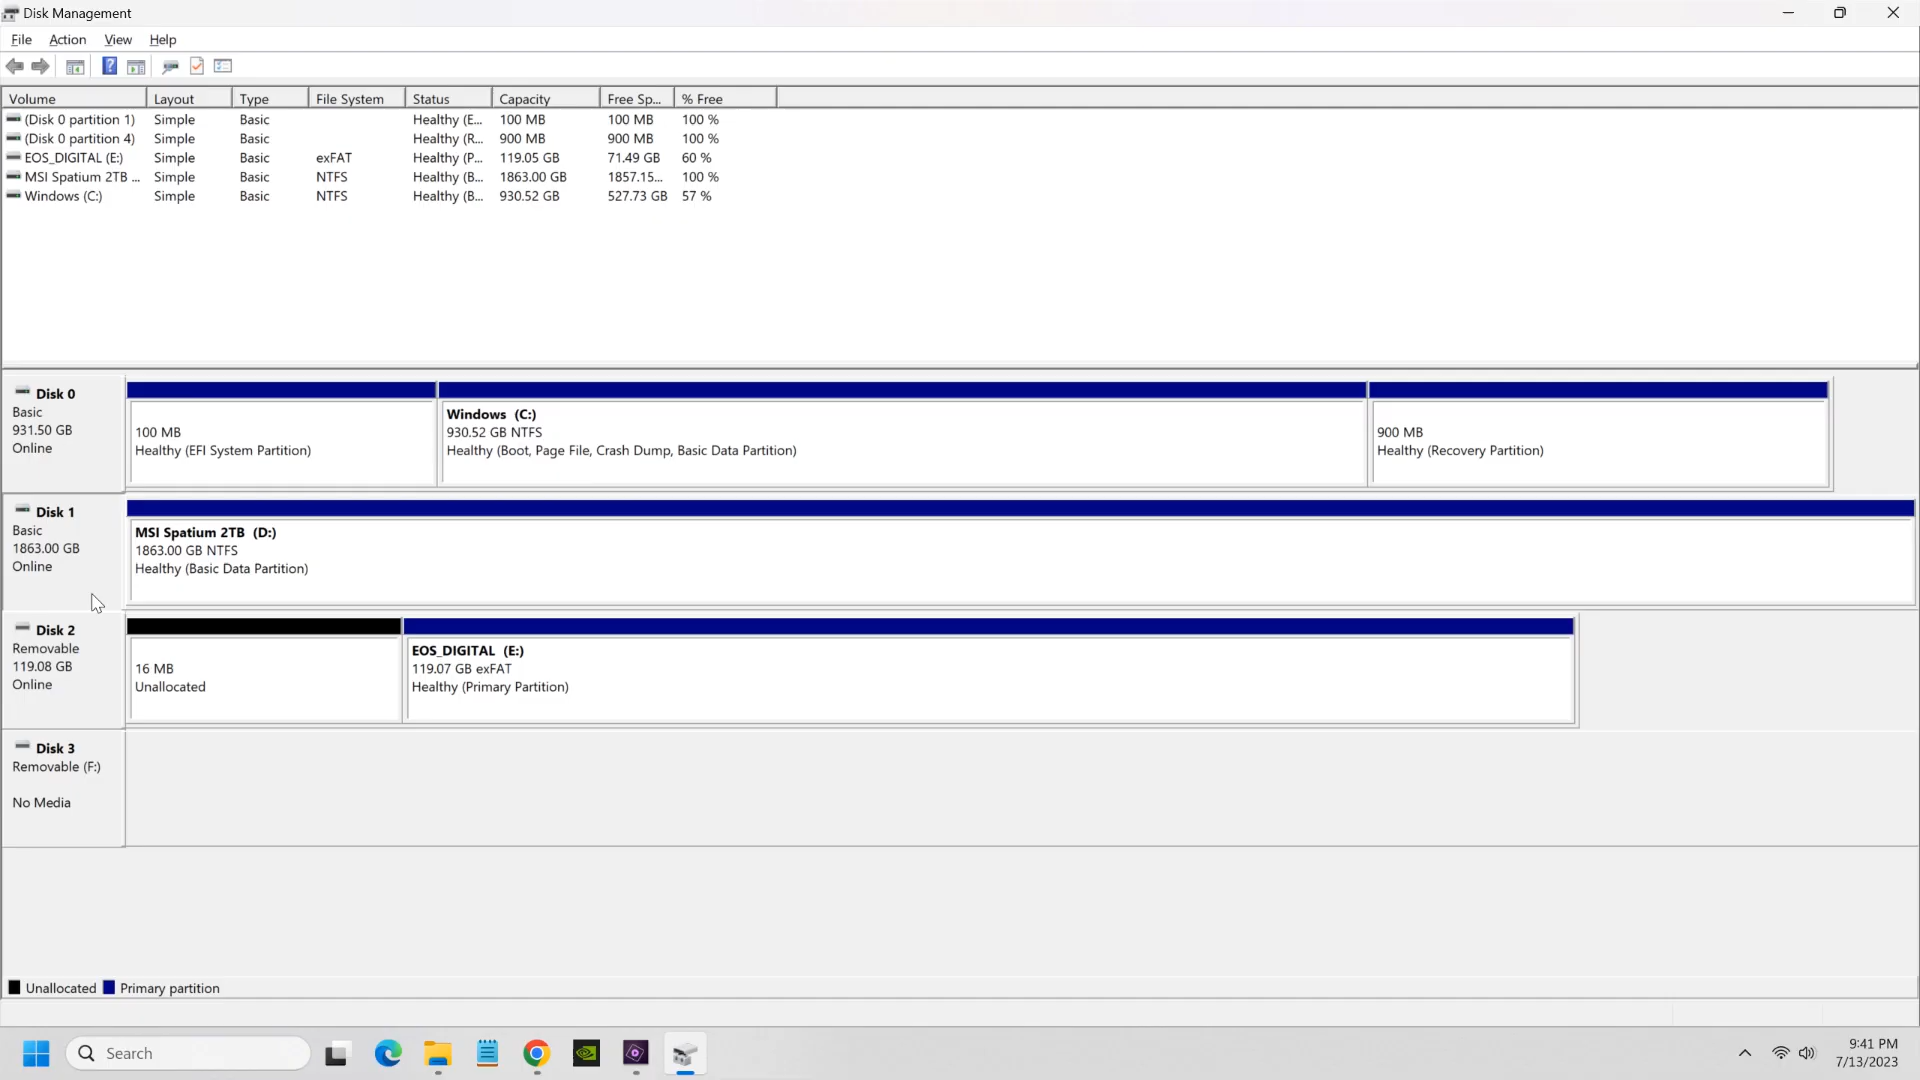 Disk Management
File Action View Help
Volume Layout Type File System Status Capacity Free Sp... % Free
(Disk 0 partition 1) Simple Basic Healthy (E... 100 MB 100 MB 100 %
(Disk 0 partition 4) Simple Basic Healthy (R... 900 MB 900 MB 100 %
EOS_DIGITAL (E:) Simple Basic exFAT Healthy (P... 119.05 GB 71.49 GB 60 %
MSI Spatium 2TB ... Simple Basic NTFS Healthy (B... 1863.00 GB 1857.15... 100 %
Windows (C:) Simple Basic NTFS Healthy (B... 930.52 GB 527.73 GB 57 %
Disk 0
Basic
931.50 GB
Online
100 MB
Healthy (EFI System Partition)
Windows (C:)
930.52 GB NTFS
Healthy (Boot, Page File, Crash Dump, Basic Data Partition)
900 MB
Healthy (Recovery Partition)
Disk 1
Basic
1863.00 GB
Online
MSI Spatium 2TB (D:)
1863.00 GB NTFS
Healthy (Basic Data Partition)
Disk 2
Removable
119.08 GB
Online
16 MB
Unallocated
EOS_DIGITAL (E:)
119.07 GB exFAT
Healthy (Primary Partition)
Disk 3
Removable (F:)
No Media
Unallocated Primary partition
Search
9:41 PM
7/13/2023